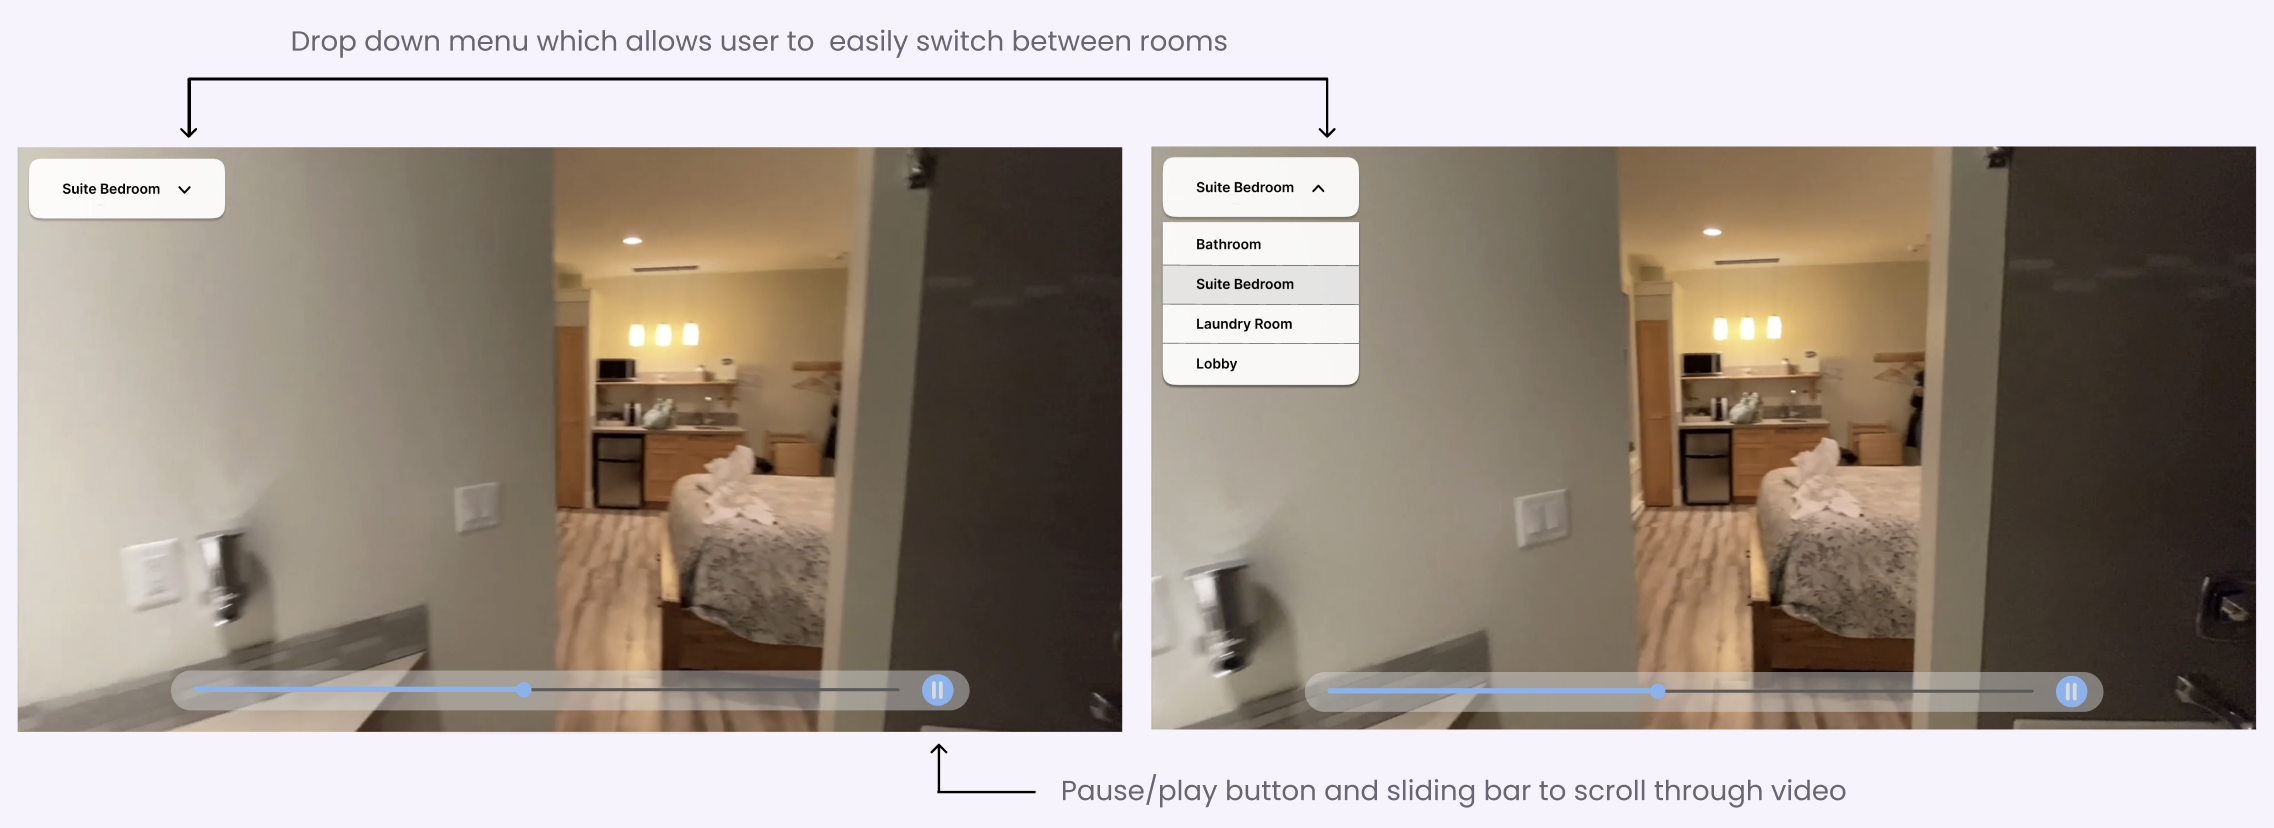 Drop down menu which allows user to easily switch between rooms
Suite Bedroom
Suite Bedroom
Bathroom
Suite Bedroom
Laundry Room
Lobby
Pause/play button and sliding bar to scroll through video